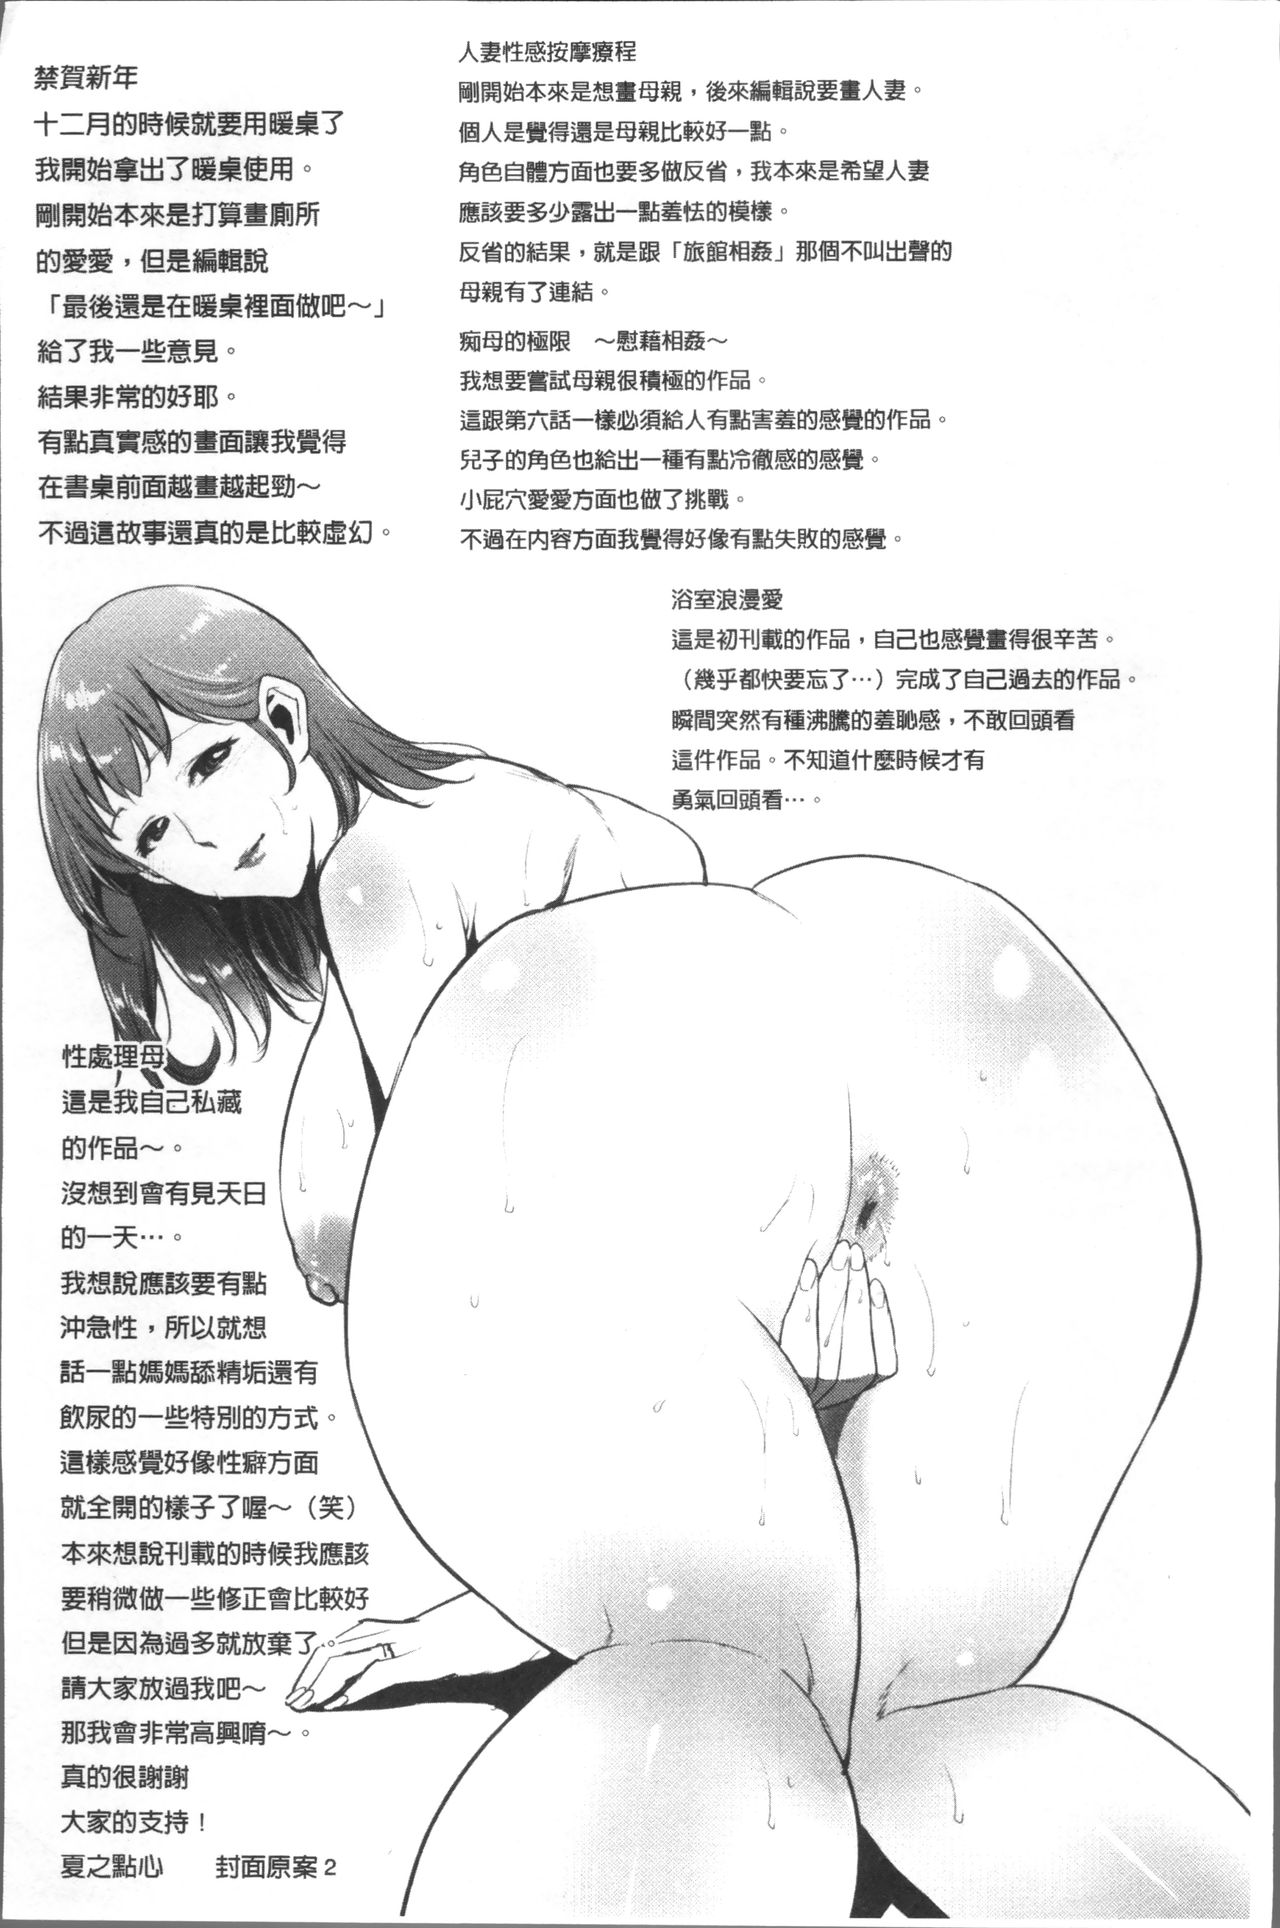 禁賀新年
十二月的時候就要用暖桌了
我開始拿出了暖桌使用。
剛開始本來是打算畫廁所
的愛愛，但是編輯說
「最後還是在暖桌裡面做吧～」
給了我一些意見。
結果非常的好耶。
有點真實感的畫面讓我覺得
在書桌前面越畫越起勁～
不過這故事還真的是比較虛幻。
人妻性感按摩療程
剛開始本來是想畫母親，後來編輯說要畫人妻。
個人是覺得還是母親比較好一點。
角色自體方面也要多做反省，我本來是希望人妻
應該要多少露出一點羞怯的模樣。
反省的結果，就是跟「旅館相姦」那個不叫出聲的
母親有了連結。
痴母的極限　～慰藉相姦～
我想要嘗試母親很積極的作品。
這跟第六話一樣必須給人有點害羞的感覺的作品。
兒子的角色也給出一種有點冷徹感的感覺。
小屁穴愛愛方面也做了挑戰。
不過在內容方面我覺得好像有點失敗的感覺。
浴室浪漫愛
這是初刊載的作品，自己也感覺畫得很辛苦。
（幾乎都快要忘了…）完成了自己過去的作品。
瞬間突然有種沸騰的羞恥感，不敢回頭看
這件作品。不知道什麼時候才有
勇氣回頭看…。
性處理母
這是我自己私藏
的作品～。
沒想到會有見天日
的一天…。
我想說應該要有點
沖急性，所以就想
話一點媽媽舔精垢還有
飲尿的一些特別的方式。
這樣感覺好像性癖方面
就全開的樣子了喔～（笑）
本來想說刊載的時候我應該
要稍微做一些修正會比較好
但是因為過多就放棄了。
請大家放過我吧～
那我會非常高興唷～。
真的很謝謝
大家的支持！
夏之點心　　封面原案2